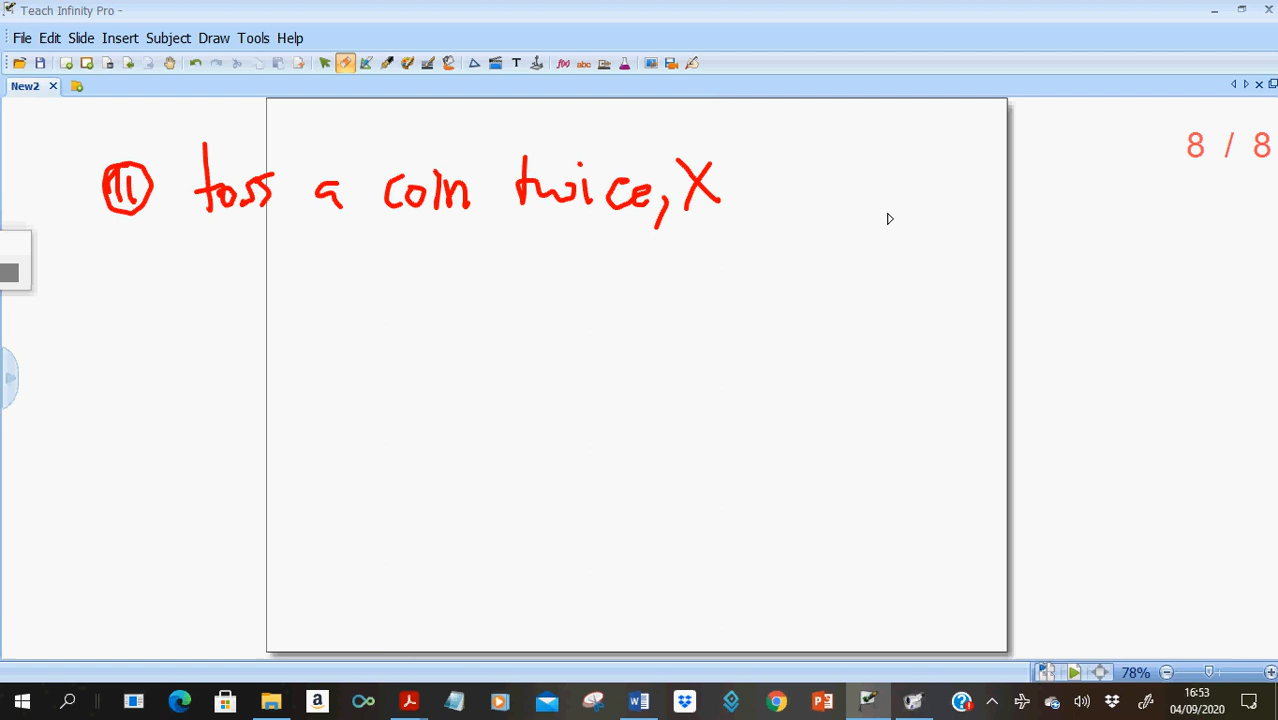 Teach Infinity Pro -
File Edit Slide Insert Subject Draw Tools Help
New2
8 / 8
toss a coin twice, X
78%
16:53
04/09/2020